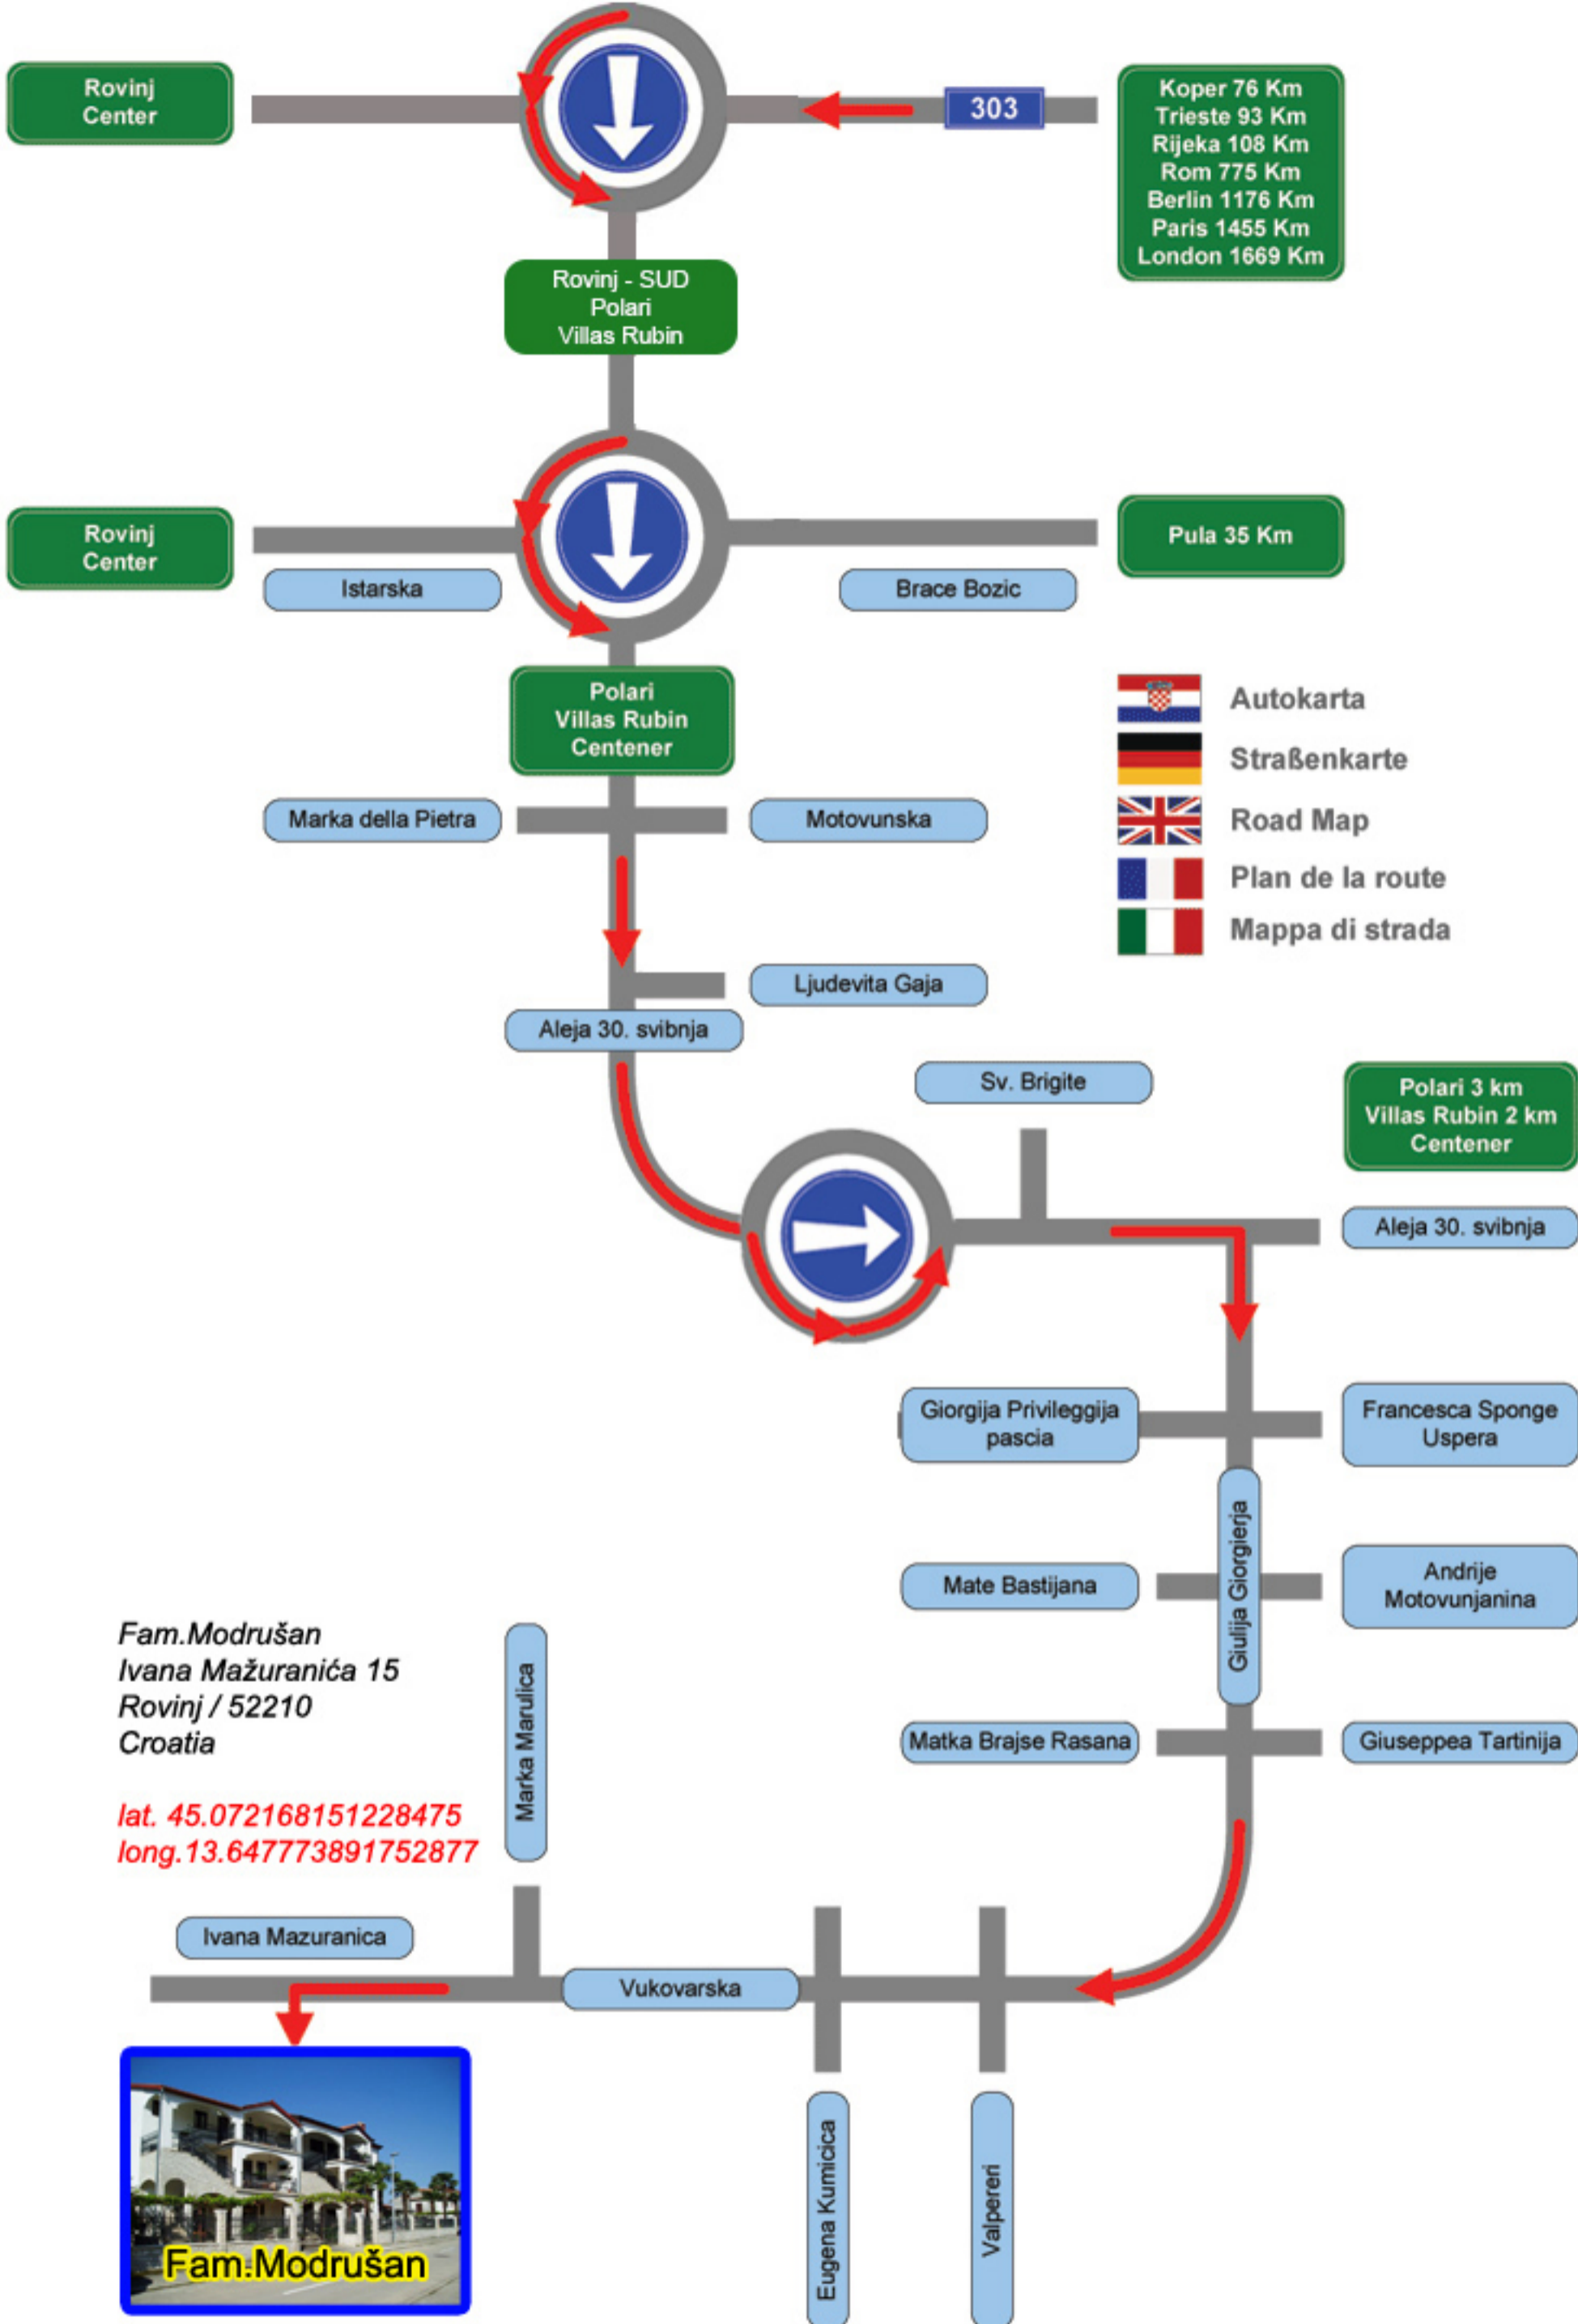 Rovinj
Center
303
Koper 76 Km
Trieste 93 Km
Rijeka 108 Km
Rom 775 Km
Berlin 1176 Km
Paris 1455 Km
London 1669 Km
Rovinj - SUD
Polari
Villas Rubin
Rovinj
Center
Pula 35 Km
Istarska
Brace Bozic
Polari
Villas Rubin
Centener
Autokarta
Straßenkarte
Road Map
Plan de la route
Mappa di strada
Marka della Pietra
Motovunska
Ljudevita Gaja
Aleja 30. svibnja
Sv. Brigite
Polari 3 km
Villas Rubin 2 km
Centener
Aleja 30. svibnja
Giorgija Privileggija
pascia
Francesca Sponge
Uspera
Giulija Giorgierja
Mate Bastijana
Andrije
Motovunjanina
Matka Brajse Rasana
Giuseppea Tartinija
Fam.Modrušan
Ivana Mažuranića 15
Rovinj / 52210
Croatia
lat. 45.072168151228475
long.13.647773891752877
Marka Marulica
Ivana Mazuranica
Vukovarska
Eugena Kumicica
Valpereri
Fam.Modrušan